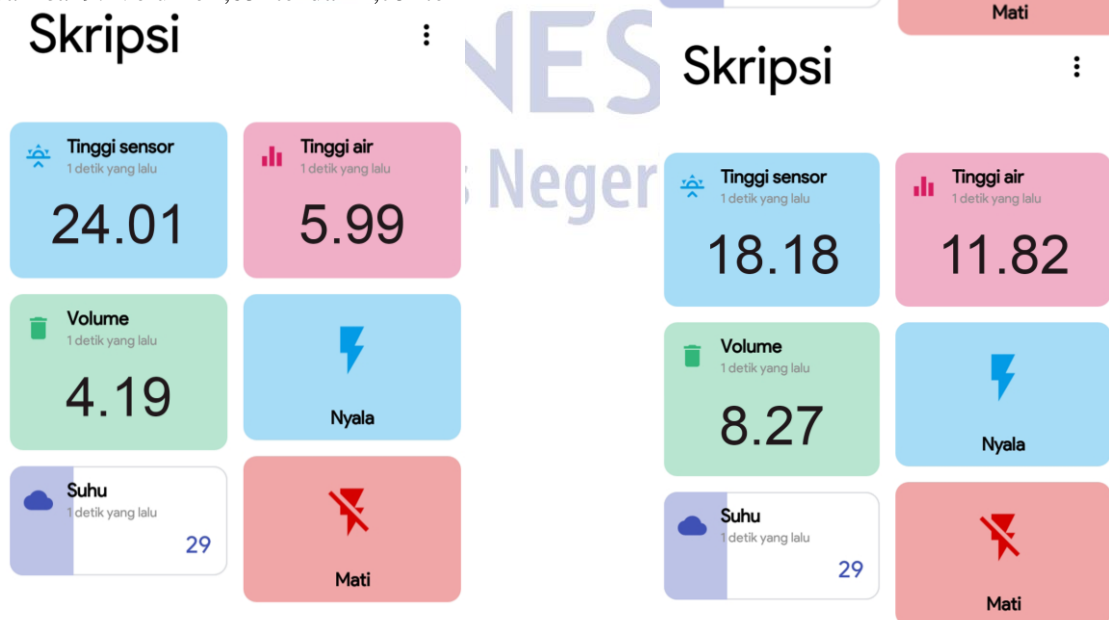 Skripsi
Tinggi sensor
1 detik yang lalu
24.01
Tinggi air
1 detik yang lalu
5.99
Volume
1 detik yang lalu
4.19
Nyala
Suhu
1 detik yang lalu
29
Mati
NES
Neger
Mati
Skripsi
Tinggi sensor
1 detik yang lalu
18.18
Tinggi air
1 detik yang lalu
11.82
Volume
1 detik yang lalu
8.27
Nyala
Suhu
1 detik yang lalu
29
Mati